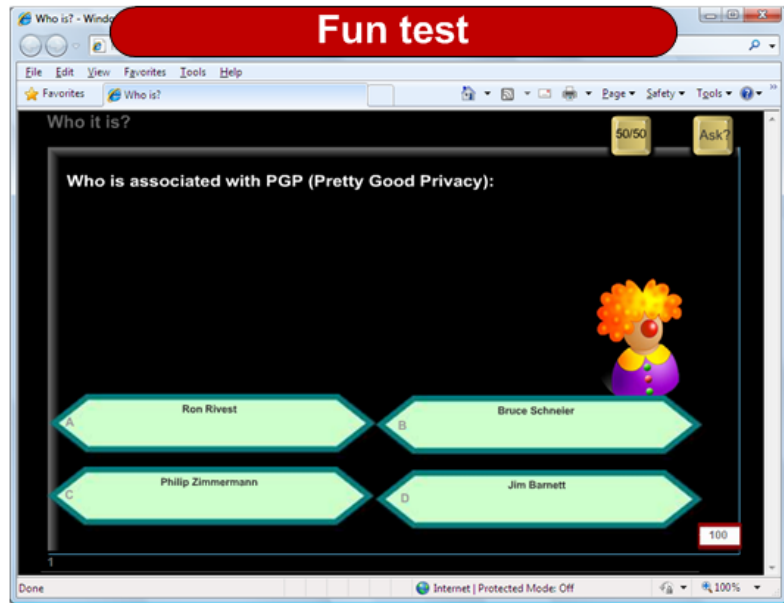 Fun test
Who is? - Windo
File Edit View Favorites Tools Help
Favorites Who is? Page Safety Tools
Who it is?
50/50
Ask?
Who is associated with PGP (Pretty Good Privacy):
A Ron Rivest
B Bruce Schneier
C Philip Zimmermann
D Jim Barnett
100
1
Done Internet | Protected Mode: Off 100%